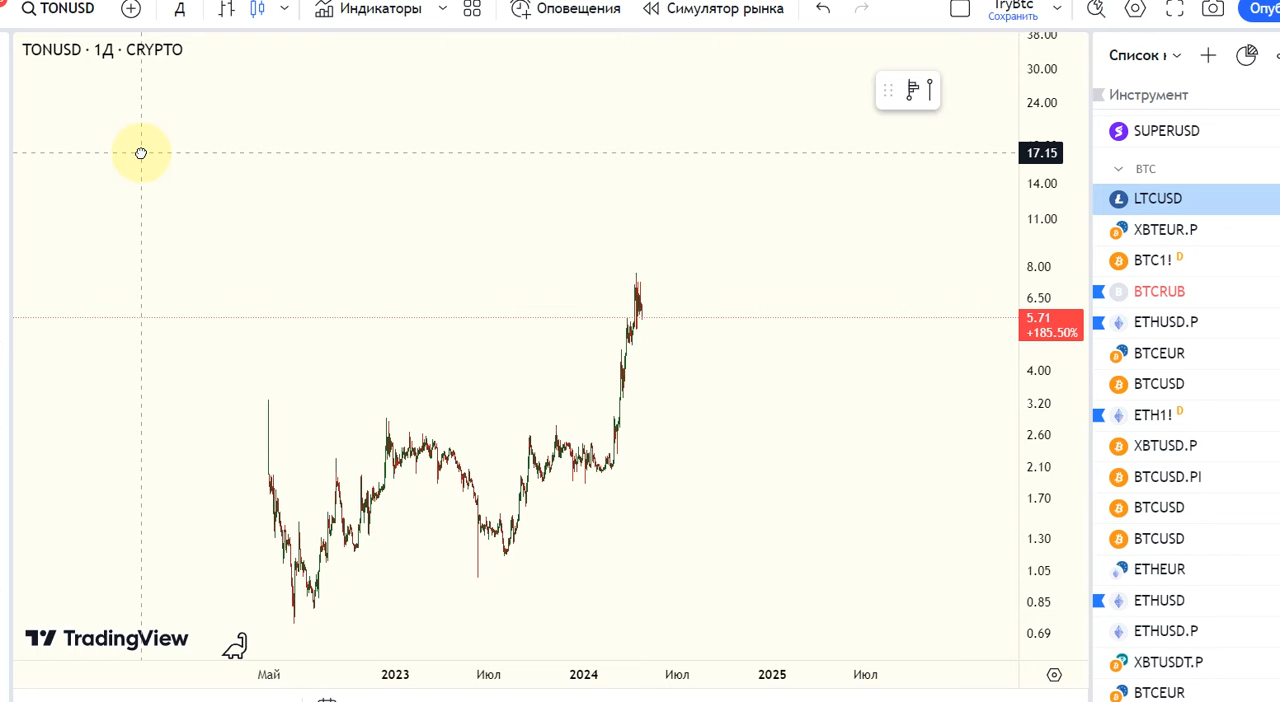 TONUSD
Д
Индикаторы
Оповещения
Симулятор рынка
TryBtc
Сохранить
Опу
TONUSD · 1Д · CRYPTO
38.00
30.00
24.00
17.15
14.00
11.00
8.00
6.50
5.71
+185.50%
4.00
3.20
2.60
2.10
1.70
1.30
1.05
0.85
0.69
TradingView
Май
2023
Июл
2024
Июл
2025
Июл
Список
Инструмент
SUPERUSD
BTC
LTCUSD
XBTEUR.P
BTC1! D
BTCRUB
ETHUSD.P
BTCEUR
BTCUSD
ETH1! D
XBTUSD.P
BTCUSD.PI
BTCUSD
BTCUSD
ETHEUR
ETHUSD
ETHUSD.P
XBTUSDT.P
BTCEUR